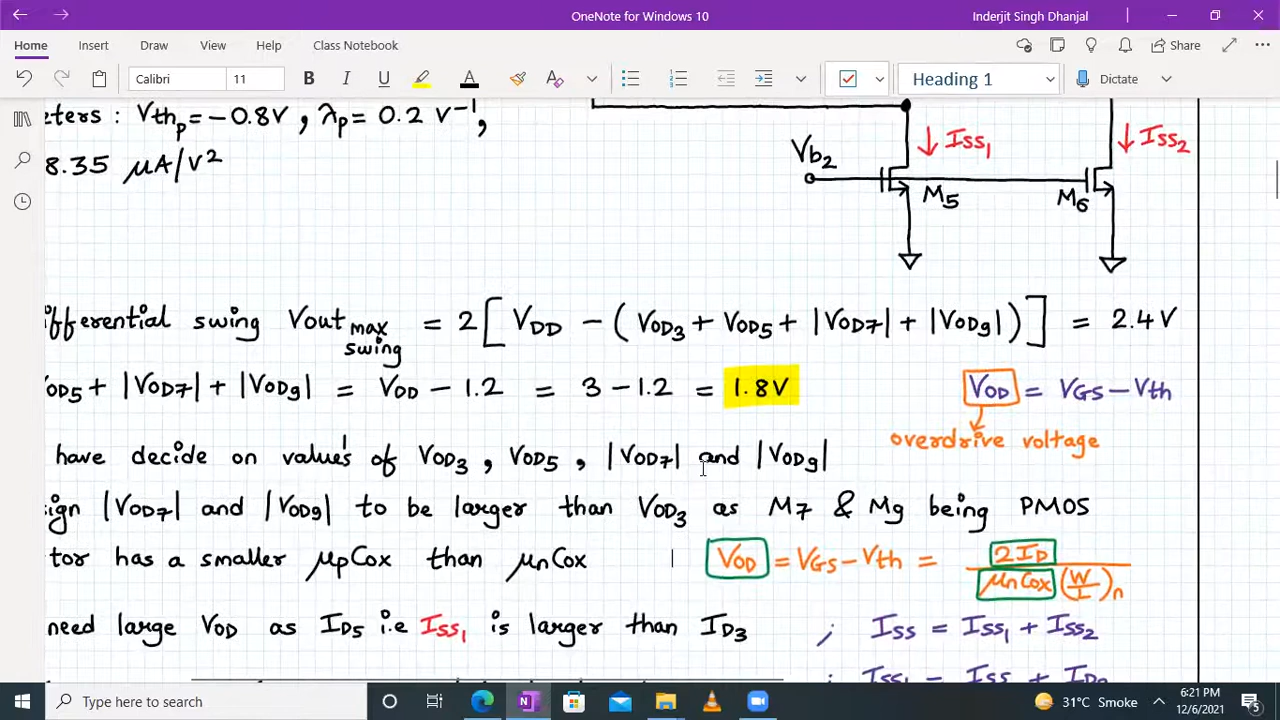 OneNote for Windows 10
Inderjit Singh Dhanjal
Home Insert Draw View Help Class Notebook
Share
Calibri 11 B I U A Heading 1 Dictate
eters : Vthp = -0.8V , λp = 0.2 V⁻¹,
8.35 μA/V²
ISS1 ISS2
Vb2
M5 M6
ifferential swing Vout max swing = 2[VDD - (VOD3 + VOD5 + |VOD7| + |VOD9|)] = 2.4V
OD5 + |VOD7| + |VOD9| = VDD - 1.2 = 3 - 1.2 = 1.8V
VOD = VGS - Vth
overdrive voltage
have decide on values of VOD3 , VOD5 , |VOD7| and |VOD9|
sign |VOD7| and |VOD9| to be larger than VOD3 as M7 & M9 being PMOS
tor has a smaller μpCox than μnCox
VOD = VGS - Vth = 2ID / μnCox (W/L)n
need large VOD as ID5 i.e ISS1 is larger than ID3 ; ISS = ISS1 + ISS2
Type here to search
31°C Smoke
6:21 PM
12/6/2021
5